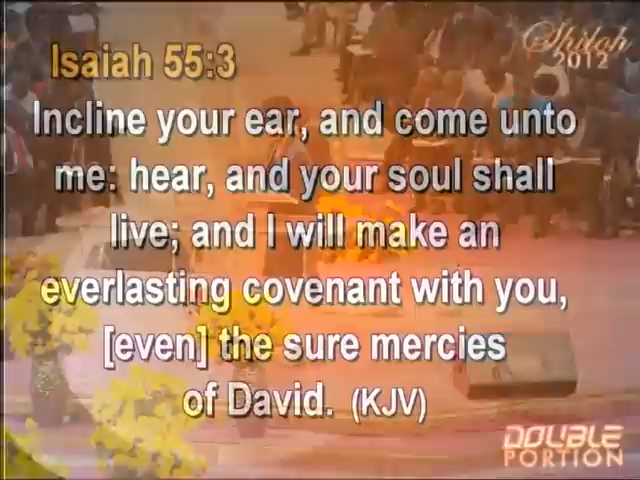 Shiloh
2012
Isaiah 55:3
Incline your ear, and come unto
me: hear, and your soul shall
live; and I will make an
everlasting covenant with you,
[even] the sure mercies
of David. (KJV)
DOUBLE
PORTION